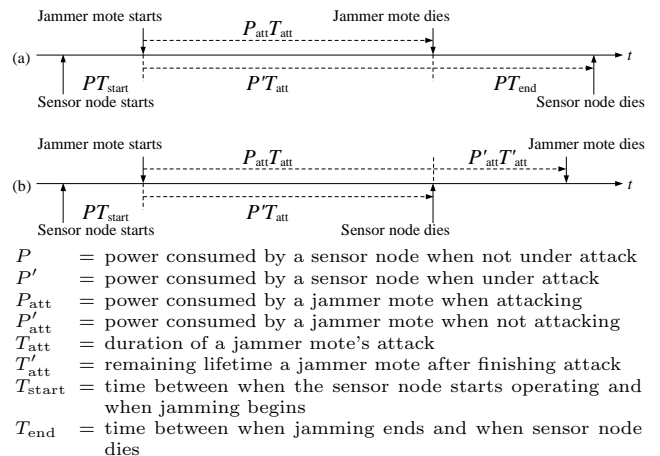 Jammer mote starts Jammer mote dies
P_att T_att
(a) t
PT_start P'T_att PT_end
Sensor node starts Sensor node dies
Jammer mote starts Jammer mote dies
P_att T_att P'_att T'_att
(b) t
PT_start P'T_att
Sensor node starts Sensor node dies
P = power consumed by a sensor node when not under attack
P' = power consumed by a sensor node when under attack
P_att = power consumed by a jammer mote when attacking
P'_att = power consumed by a jammer mote when not attacking
T_att = duration of a jammer mote's attack
T'_att = remaining lifetime a jammer mote after finishing attack
T_start = time between when the sensor node starts operating and
when jamming begins
T_end = time between when jamming ends and when sensor node
dies